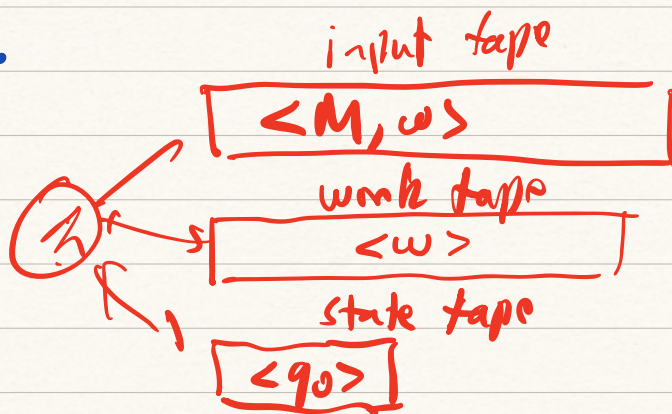 input tape
<M, w>
work tape
<w>
state tape
<q0>